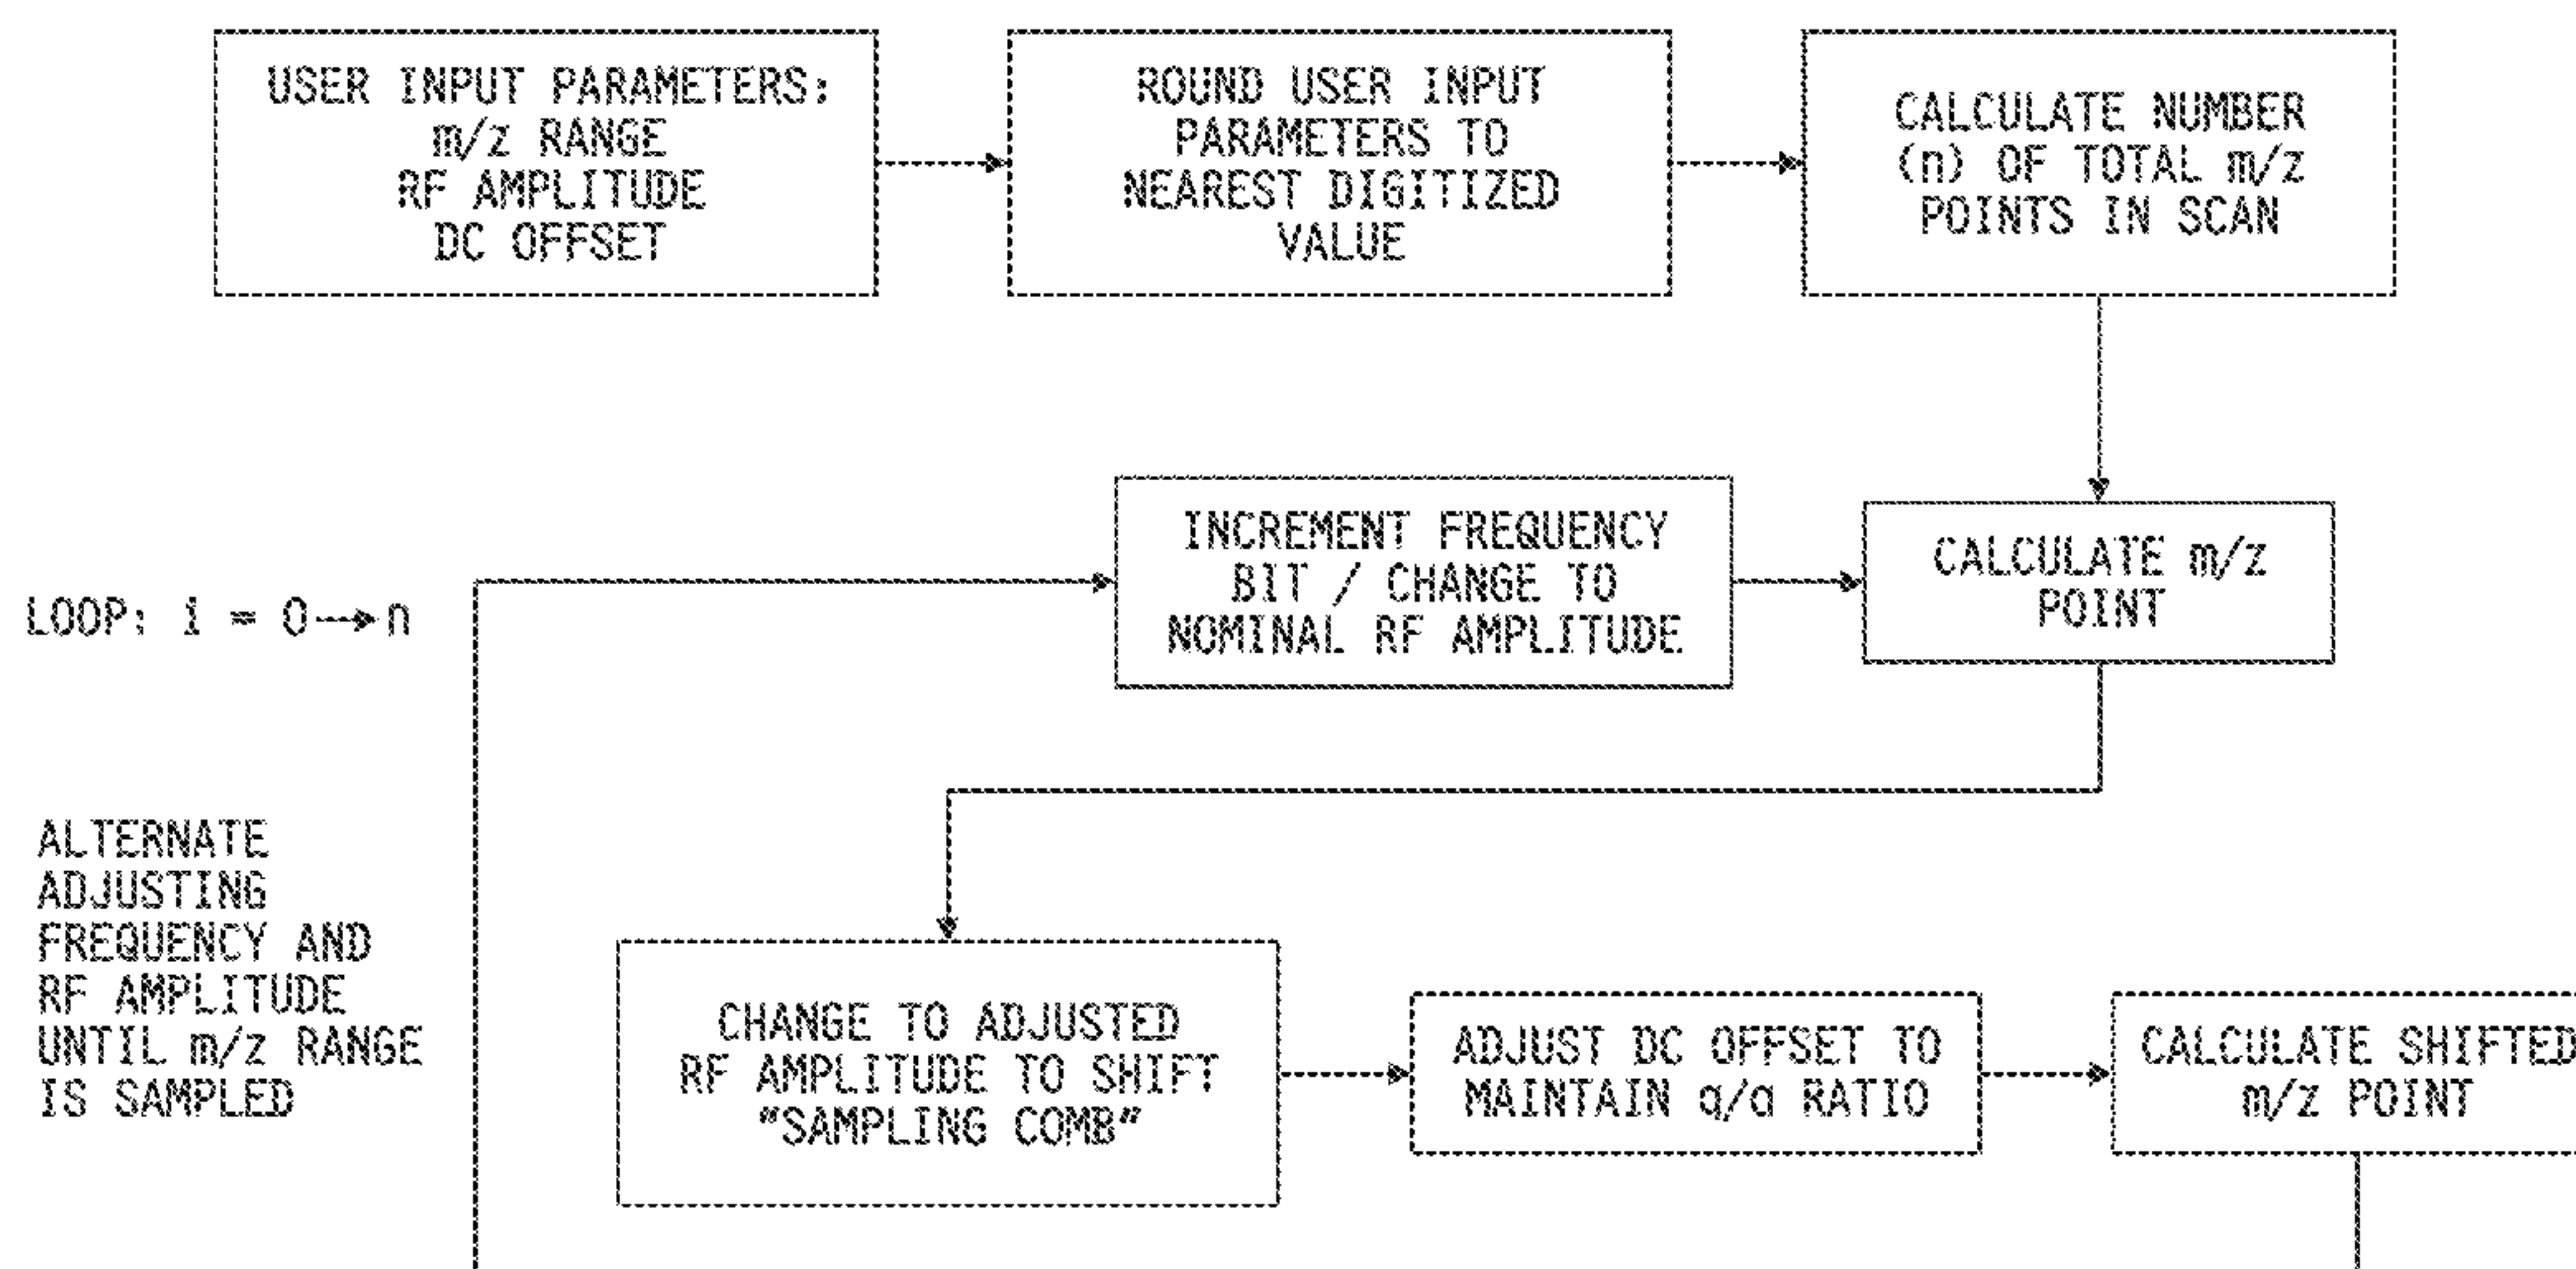 USER INPUT PARAMETERS:
m/z RANGE
RF AMPLITUDE
DC OFFSET
ROUND USER INPUT
PARAMETERS TO
NEAREST DIGITIZED
VALUE
CALCULATE NUMBER
(n) OF TOTAL m/z
POINTS IN SCAN
INCREMENT FREQUENCY
BIT / CHANGE TO
NOMINAL RF AMPLITUDE
CALCULATE m/z
POINT
LOOP: i = 0→n
ALTERNATE
ADJUSTING
FREQUENCY AND
RF AMPLITUDE
UNTIL m/z RANGE
IS SAMPLED
CHANGE TO ADJUSTED
RF AMPLITUDE TO SHIFT
"SAMPLING COMB"
ADJUST DC OFFSET TO
MAINTAIN q/a RATIO
CALCULATE SHIFTED
m/z POINT